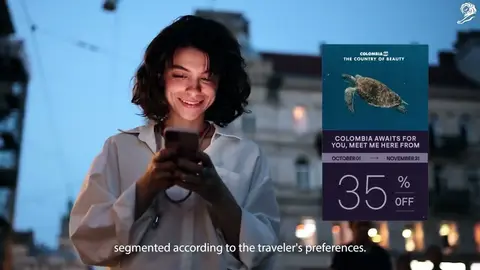 COLOMBIA
THE COUNTRY OF BEAUTY
COLOMBIA AWAITS FOR
YOU, MEET ME HERE FROM
OCTOBER 01
NOVEMBER 31
35 %
OFF
segmented according to the traveler's preferences.